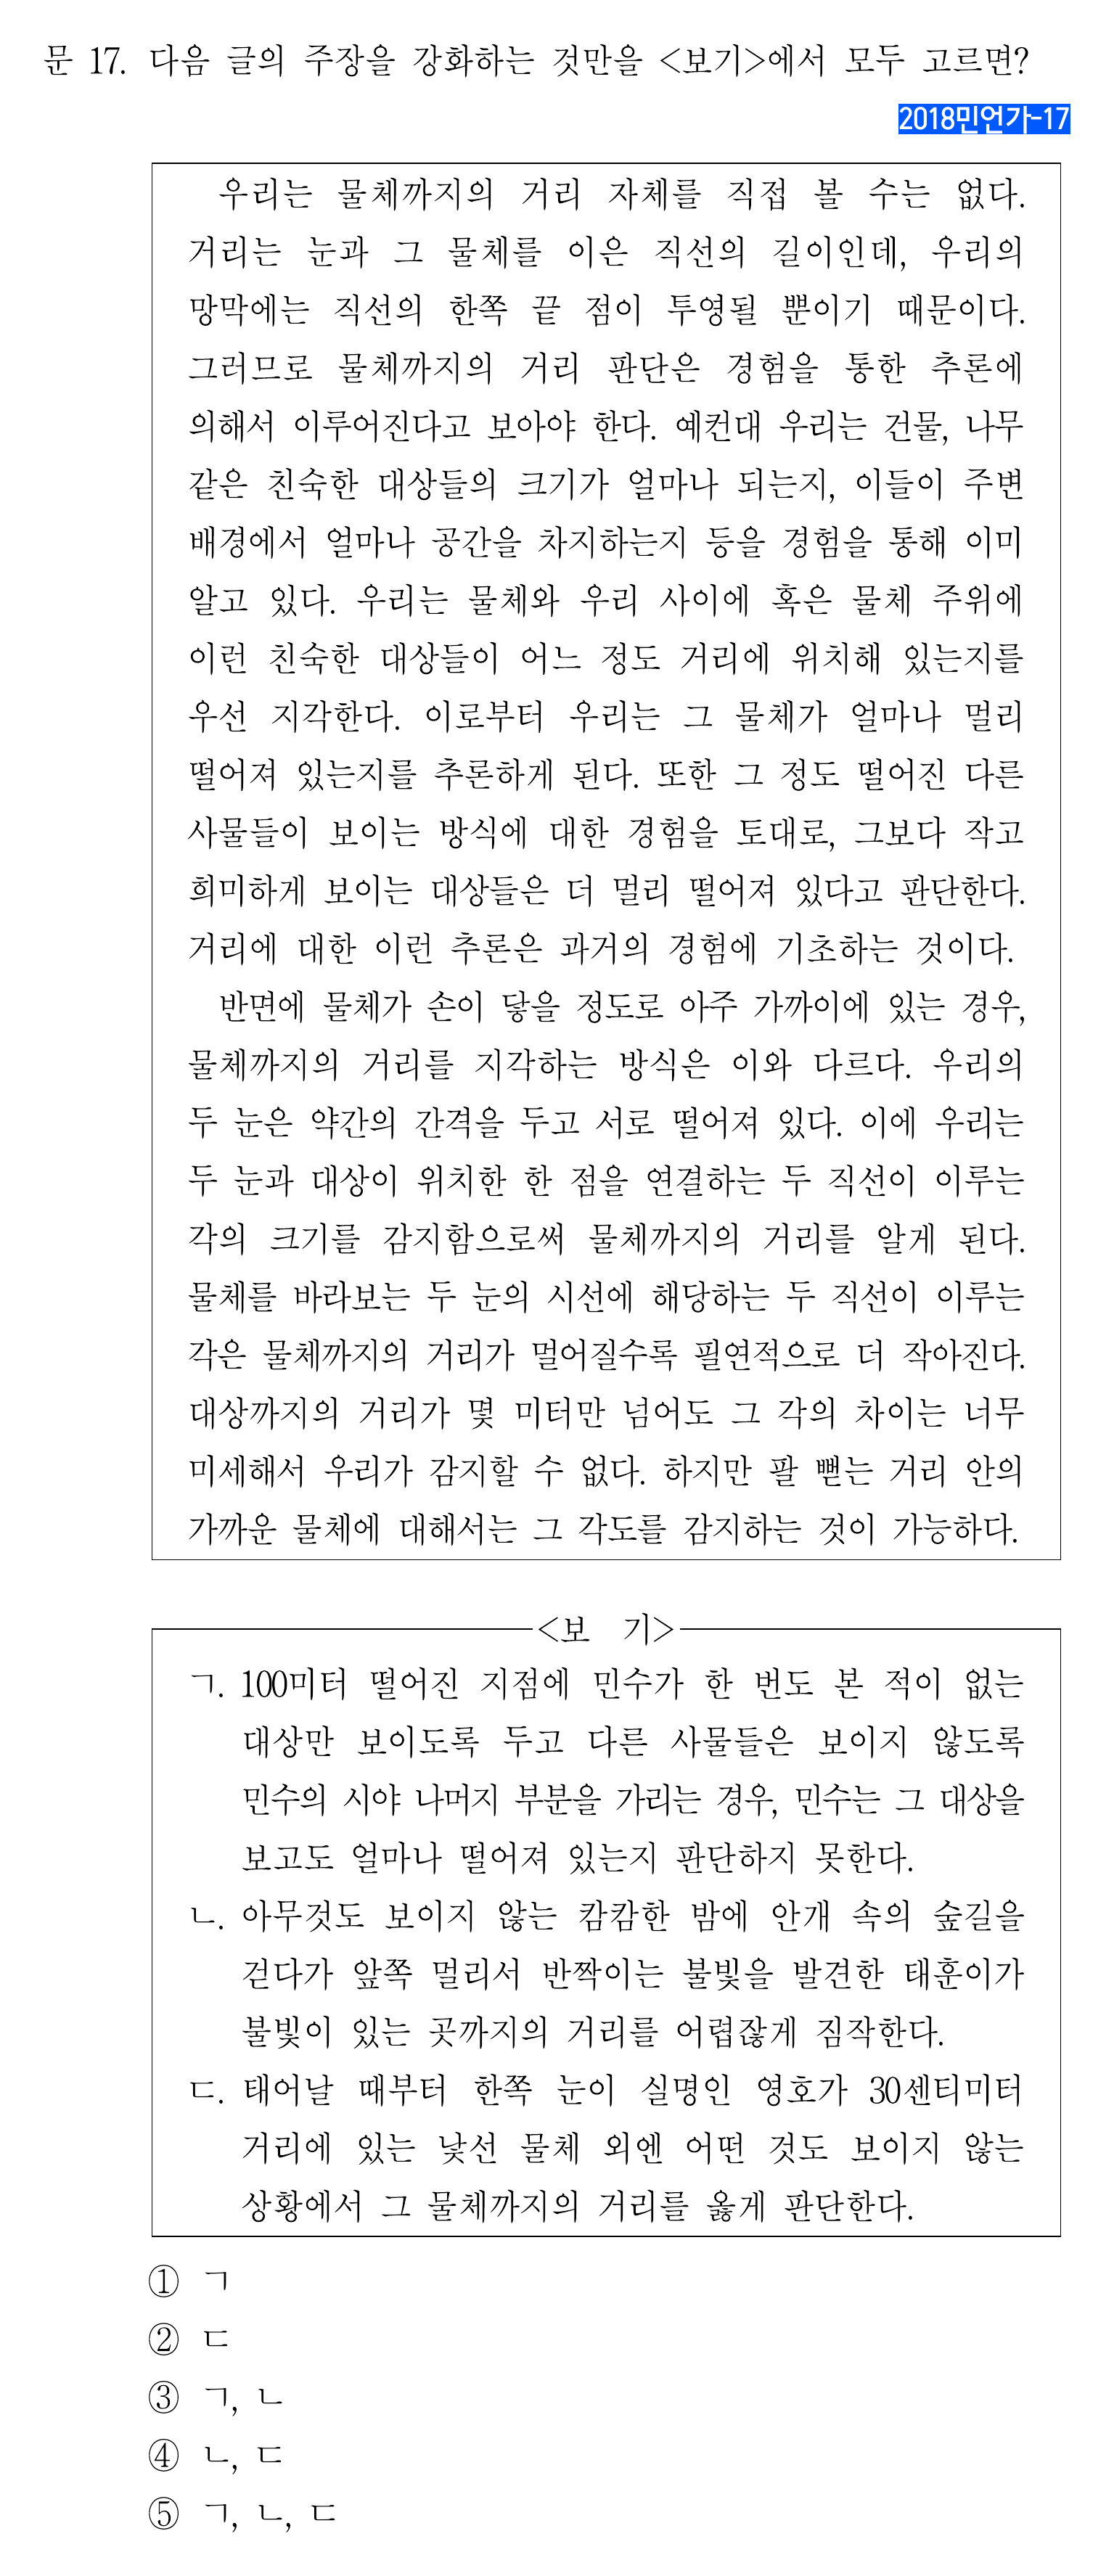 문 17. 다음 글의 주장을 강화하는 것만을 <보기>에서 모두 고르면?
2018민언가-17
우리는 물체까지의 거리 자체를 직접 볼 수는 없다.
거리는 눈과 그 물체를 이은 직선의 길이인데, 우리의
망막에는 직선의 한쪽 끝 점이 투영될 뿐이기 때문이다.
그러므로 물체까지의 거리 판단은 경험을 통한 추론에
의해서 이루어진다고 보아야 한다. 예컨대 우리는 건물, 나무
같은 친숙한 대상들의 크기가 얼마나 되는지, 이들이 주변
배경에서 얼마나 공간을 차지하는지 등을 경험을 통해 이미
알고 있다. 우리는 물체와 우리 사이에 혹은 물체 주위에
이런 친숙한 대상들이 어느 정도 거리에 위치해 있는지를
우선 지각한다. 이로부터 우리는 그 물체가 얼마나 멀리
떨어져 있는지를 추론하게 된다. 또한 그 정도 떨어진 다른
사물들이 보이는 방식에 대한 경험을 토대로, 그보다 작고
희미하게 보이는 대상들은 더 멀리 떨어져 있다고 판단한다.
거리에 대한 이런 추론은 과거의 경험에 기초하는 것이다.
반면에 물체가 손이 닿을 정도로 아주 가까이에 있는 경우,
물체까지의 거리를 지각하는 방식은 이와 다르다. 우리의
두 눈은 약간의 간격을 두고 서로 떨어져 있다. 이에 우리는
두 눈과 대상이 위치한 한 점을 연결하는 두 직선이 이루는
각의 크기를 감지함으로써 물체까지의 거리를 알게 된다.
물체를 바라보는 두 눈의 시선에 해당하는 두 직선이 이루는
각은 물체까지의 거리가 멀어질수록 필연적으로 더 작아진다.
대상까지의 거리가 몇 미터만 넘어도 그 각의 차이는 너무
미세해서 우리가 감지할 수 없다. 하지만 팔 뻗는 거리 안의
가까운 물체에 대해서는 그 각도를 감지하는 것이 가능하다.
<보 기>
ㄱ. 100미터 떨어진 지점에 민수가 한 번도 본 적이 없는
대상만 보이도록 두고 다른 사물들은 보이지 않도록
민수의 시야 나머지 부분을 가리는 경우, 민수는 그 대상을
보고도 얼마나 떨어져 있는지 판단하지 못한다.
ㄴ. 아무것도 보이지 않는 캄캄한 밤에 안개 속의 숲길을
걷다가 앞쪽 멀리서 반짝이는 불빛을 발견한 태훈이가
불빛이 있는 곳까지의 거리를 어렵잖게 짐작한다.
ㄷ. 태어날 때부터 한쪽 눈이 실명인 영호가 30센티미터
거리에 있는 낯선 물체 외엔 어떤 것도 보이지 않는
상황에서 그 물체까지의 거리를 옳게 판단한다.
① ㄱ
② ㄷ
③ ㄱ, ㄴ
④ ㄴ, ㄷ
⑤ ㄱ, ㄴ, ㄷ